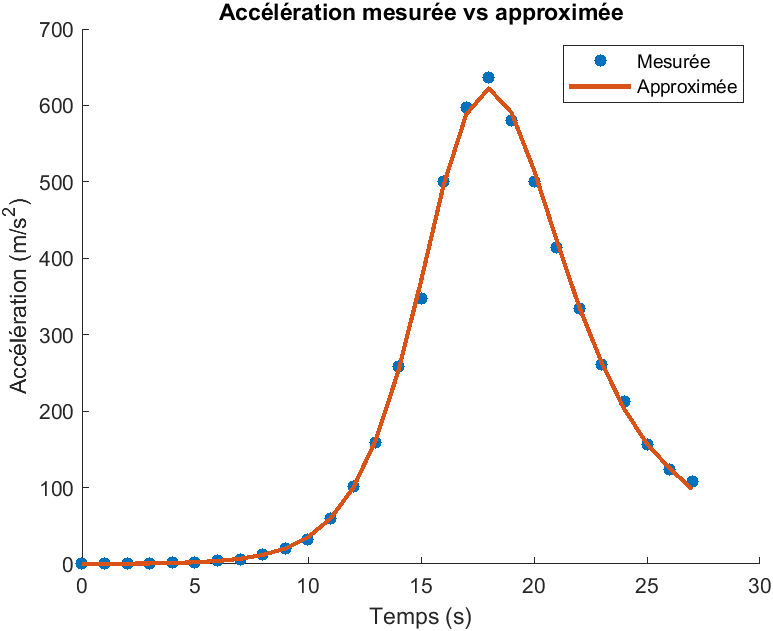 Accélération mesurée vs approximée
Mesurée
Approximée
Accélération (m/s²)
700
600
500
400
300
200
100
0
0 5 10 15 20 25 30
Temps (s)